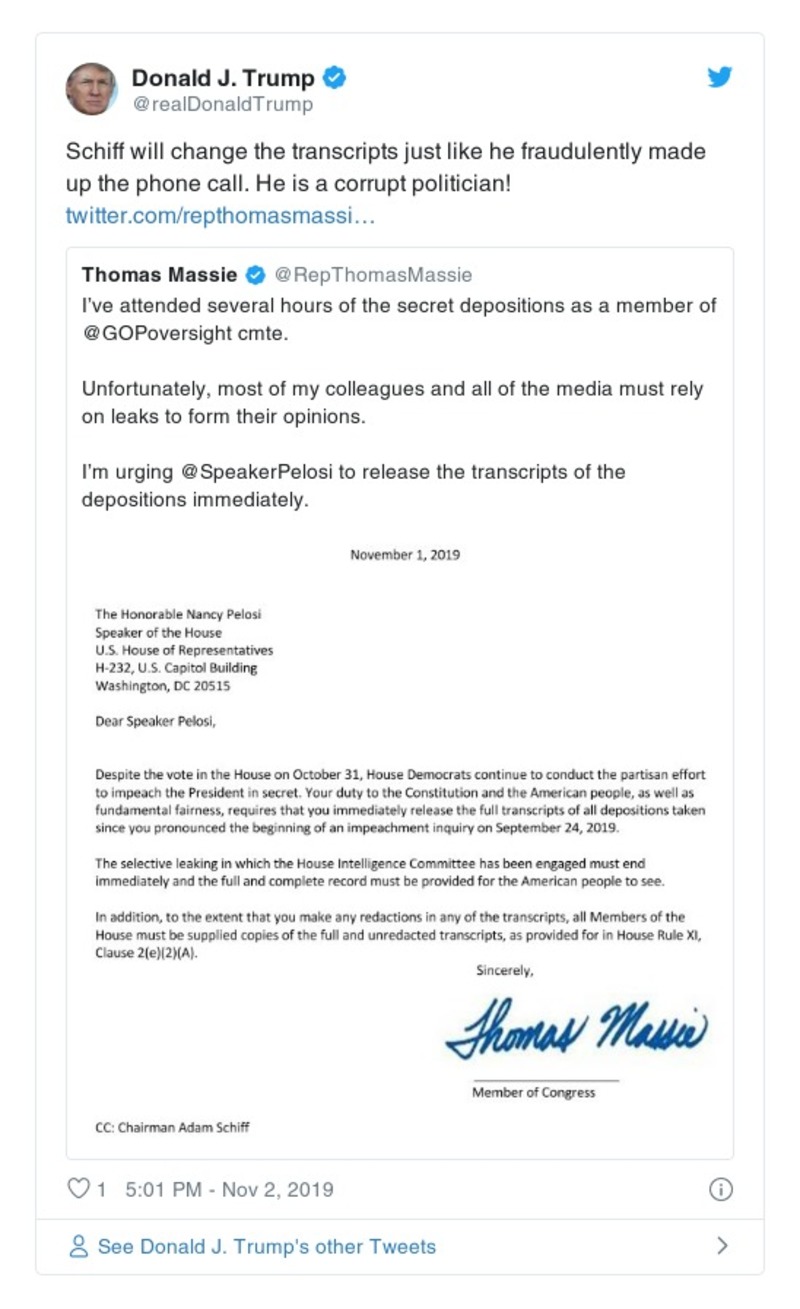 Donald J. Trump
@realDonaldTrump
Schiff will change the transcripts just like he fraudulently made
up the phone call. He is a corrupt politician!
twitter.com/repthomasmassi…
Thomas Massie @RepThomasMassie
I've attended several hours of the secret depositions as a member of
@GOPoversight cmte.
Unfortunately, most of my colleagues and all of the media must rely
on leaks to form their opinions.
I'm urging @SpeakerPelosi to release the transcripts of the
depositions immediately.
November 1, 2019
The Honorable Nancy Pelosi
Speaker of the House
U.S. House of Representatives
H-232, U.S. Capitol Building
Washington, DC 20515
Dear Speaker Pelosi,
Despite the vote in the House on October 31, House Democrats continue to conduct the partisan effort
to impeach the President in secret. Your duty to the Constitution and the American people, as well as
fundamental fairness, requires that you immediately release the full transcripts of all depositions taken
since you pronounced the beginning of an impeachment inquiry on September 24, 2019.
The selective leaking in which the House Intelligence Committee has been engaged must end
immediately and the full and complete record must be provided for the American people to see.
In addition, to the extent that you make any redactions in any of the transcripts, all Members of the
House must be supplied copies of the full and unredacted transcripts, as provided for in House Rule XI,
Clause 2(e)(2)(A).
Sincerely,
Thomas Massie
Member of Congress
CC: Chairman Adam Schiff
1 5:01 PM - Nov 2, 2019
See Donald J. Trump's other Tweets